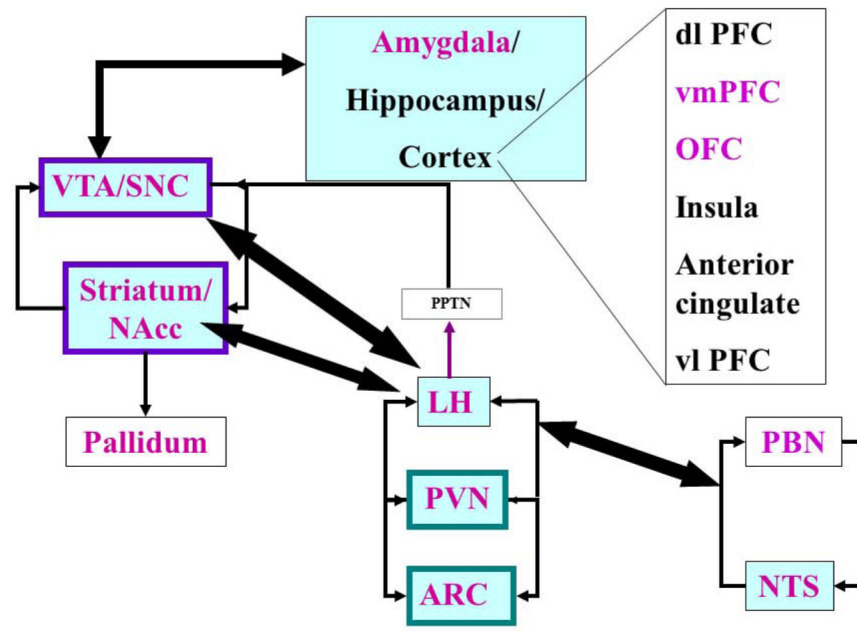 Amygdala/
Hippocampus/
Cortex
dl PFC
vmPFC
OFC
Insula
Anterior
cingulate
vl PFC
VTA/SNC
Striatum/
NAcc
PPTN
LH
Pallidum
PBN
PVN
NTS
ARC